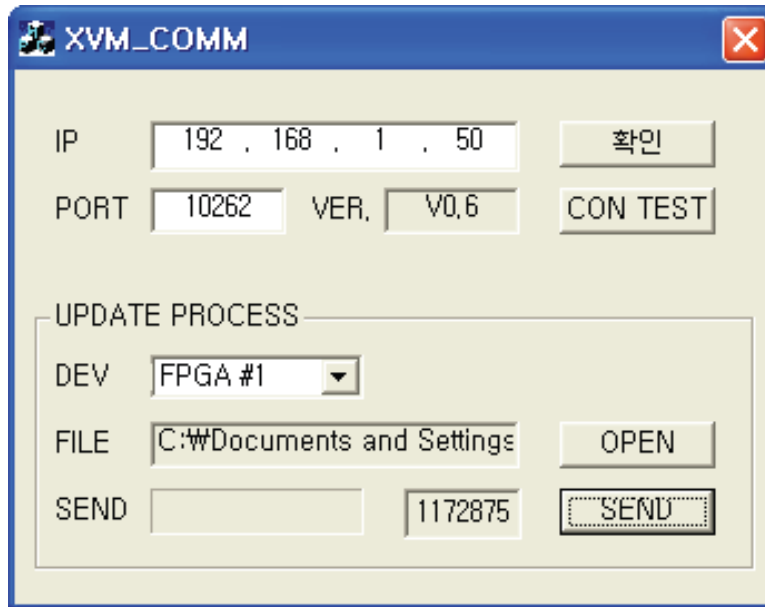 XVM_COMM
IP 192 . 168 . 1 . 50 확인
PORT 10262 VER. V0.6 CON TEST
UPDATE PROCESS
DEV FPGA #1
FILE C:₩Documents and Settings OPEN
SEND 1172875 SEND